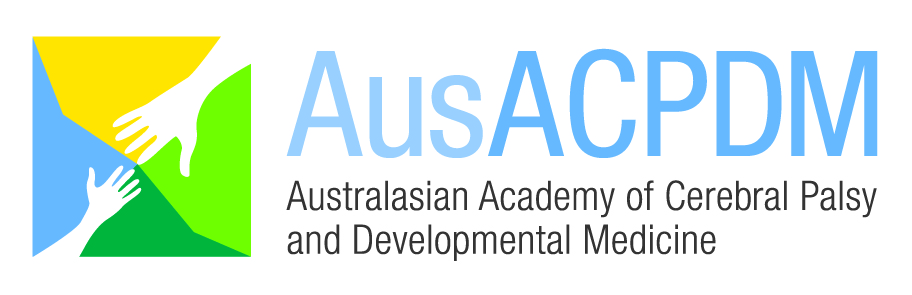 AusACPDM
Australasian Academy of Cerebral Palsy
and Developmental Medicine